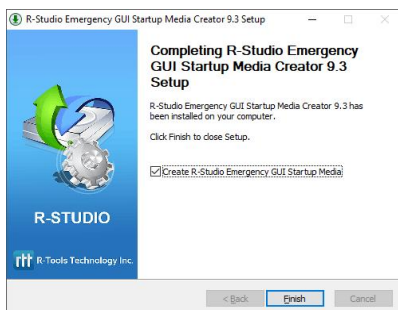 R-Studio Emergency GUI Startup Media Creator 9.3 Setup
Completing R-Studio Emergency
GUI Startup Media Creator 9.3
Setup
R-Studio Emergency GUI Startup Media Creator 9.3 has
been installed on your computer.
Click Finish to close Setup.
Create R-Studio Emergency GUI Startup Media
R-STUDIO
rtt R-Tools Technology Inc.
< Back Finish Cancel